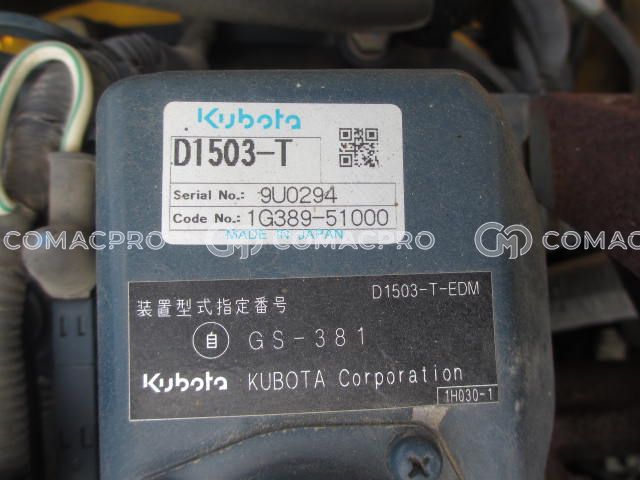 Kubota
D1503-T
Serial No.: 9U0294
Code No.: 1G389-51000
MADE IN JAPAN
COMACPRO COMACPRO
装置型式指定番号 D1503-T-EDM
自 GS-381
Kubota KUBOTA Corporation
1H030-1